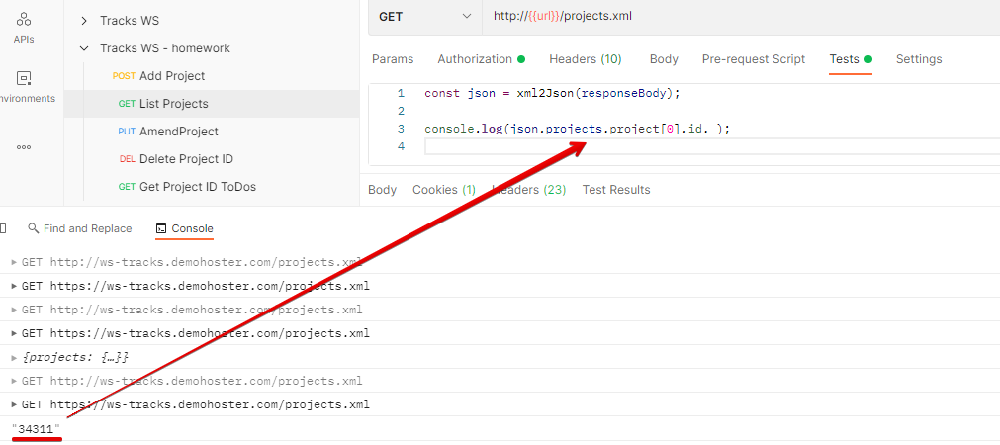 APIs
nvironments
Tracks WS
Tracks WS - homework
POST Add Project
GET List Projects
PUT AmendProject
DEL Delete Project ID
GET Get Project ID ToDos
GET http://{{url}}/projects.xml
Params Authorization Headers (10) Body Pre-request Script Tests Settings
1 const json = xml2Json(responseBody);
2
3 console.log(json.projects.project[0].id._);
4
Body Cookies (1) Headers (23) Test Results
Find and Replace Console
GET http://ws-tracks.demohoster.com/projects.xml
GET https://ws-tracks.demohoster.com/projects.xml
GET http://ws-tracks.demohoster.com/projects.xml
GET https://ws-tracks.demohoster.com/projects.xml
{projects: {…}}
GET http://ws-tracks.demohoster.com/projects.xml
GET https://ws-tracks.demohoster.com/projects.xml
"34311"